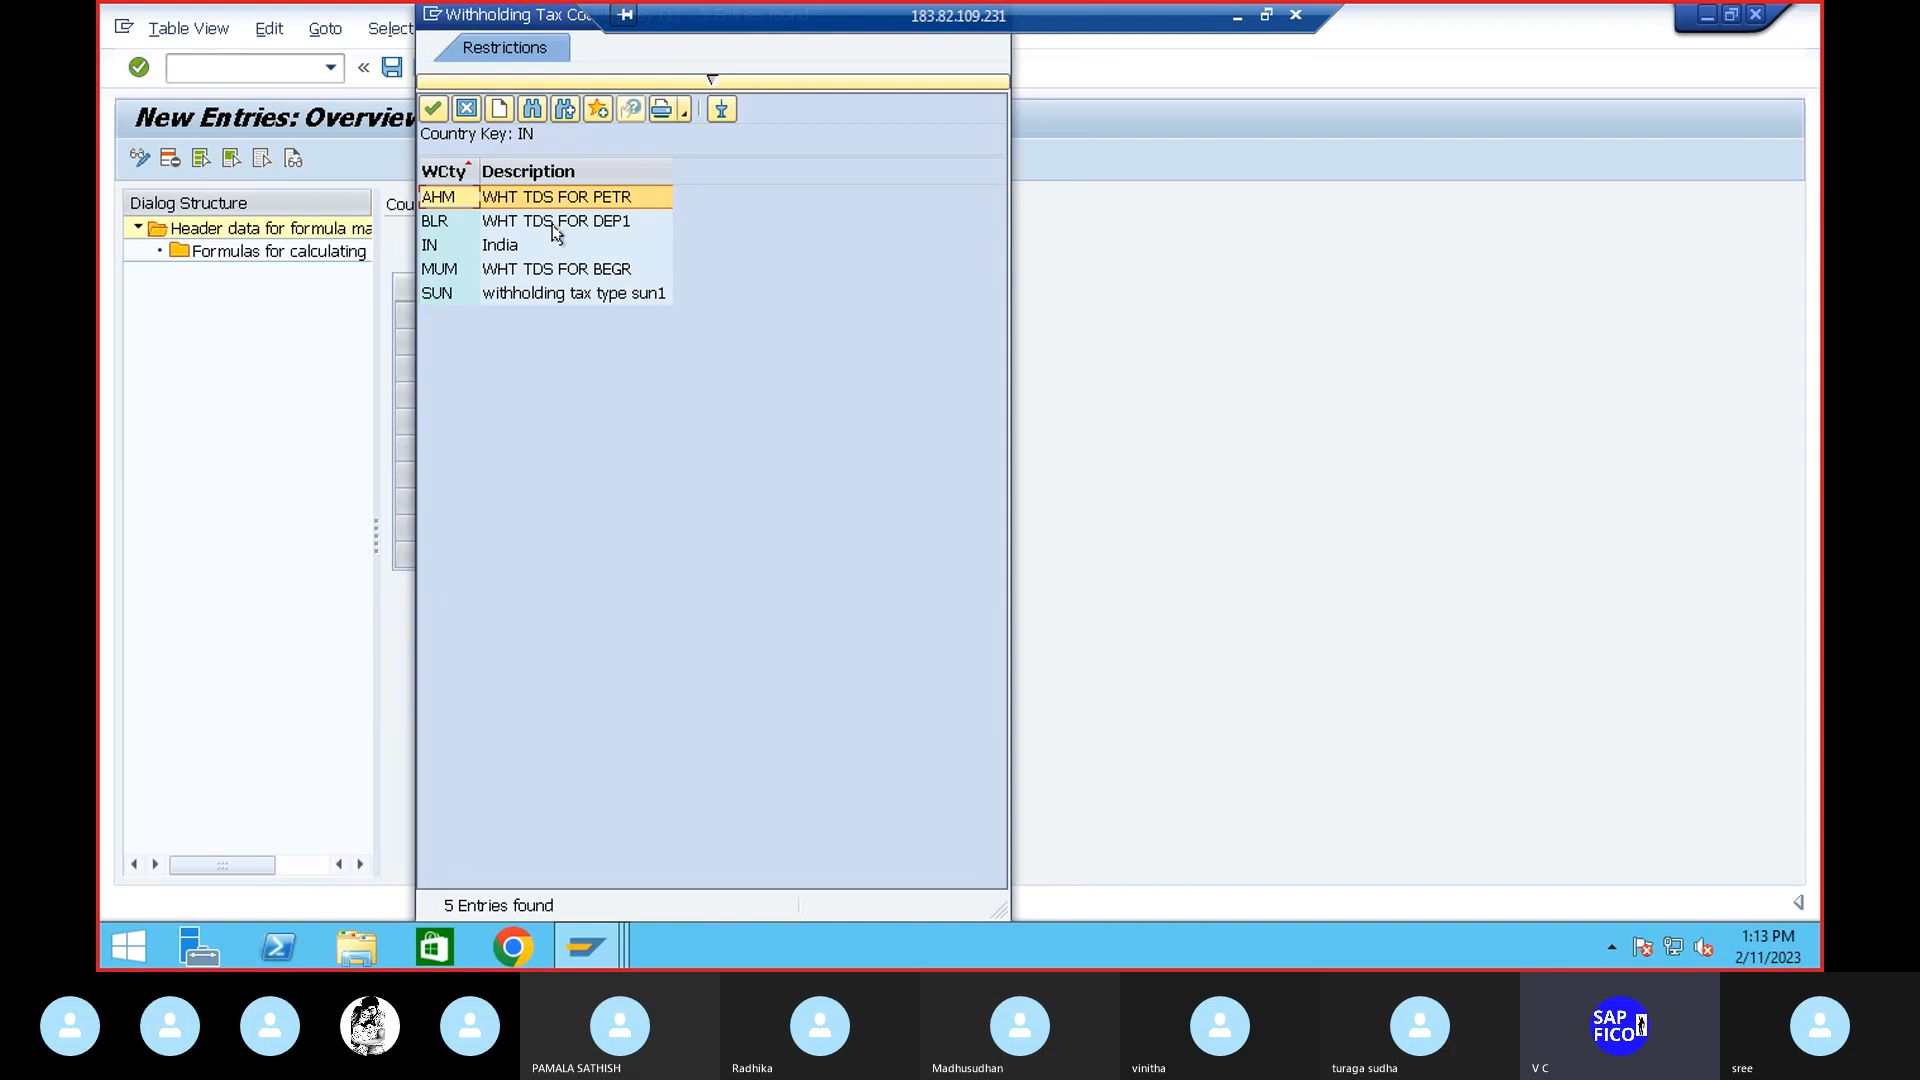 Table View Edit Goto Select
Withholding Tax Co
183.82.109.231
Restrictions
New Entries: Overview
Country Key: IN
WCty Description
AHM WHT TDS FOR PETR
BLR WHT TDS FOR DEP1
IN India
MUM WHT TDS FOR BEGR
SUN withholding tax type sun1
Dialog Structure
Cou
Header data for formula ma
Formulas for calculating
5 Entries found
1:13 PM
2/11/2023
SAP
FICO
PAMALA SATHISH
Radhika
Madhusudhan
vinitha
turaga sudha
V C
sree